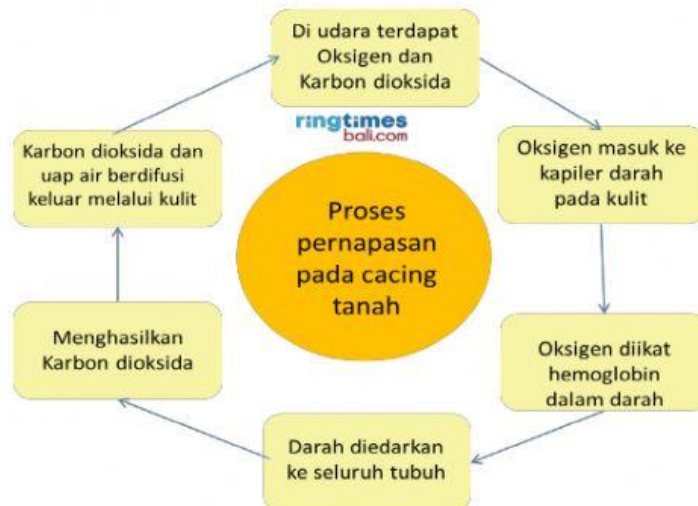 Di udara terdapat
Oksigen dan
Karbon dioksida
ringtimes
bali.com
Oksigen masuk ke
kapiler darah
pada kulit
Oksigen diikat
hemoglobin
dalam darah
Darah diedarkan
ke seluruh tubuh
Menghasilkan
Karbon dioksida
Karbon dioksida dan
uap air berdifusi
keluar melalui kulit
Proses
pernapasan
pada cacing
tanah